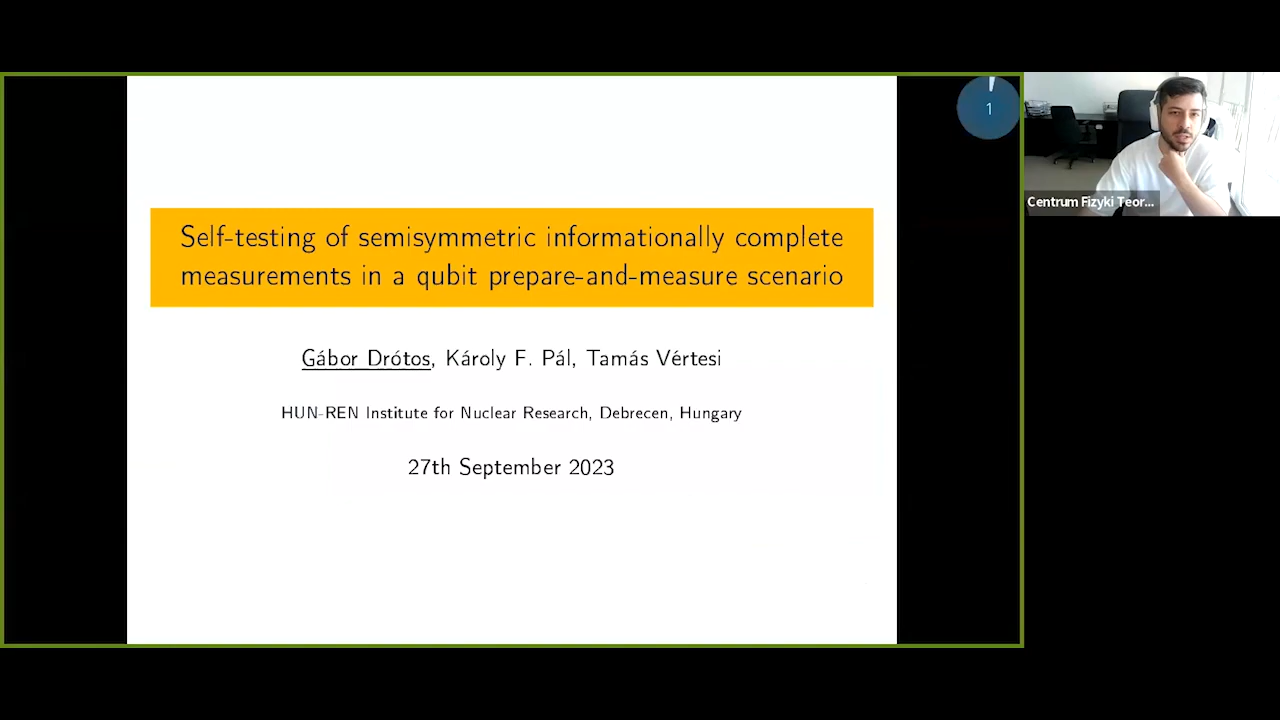 1
Self-testing of semisymmetric informationally complete
measurements in a qubit prepare-and-measure scenario
Gábor Drótos, Károly F. Pál, Tamás Vértesi
HUN-REN Institute for Nuclear Research, Debrecen, Hungary
27th September 2023
Centrum Fizyki Teor...